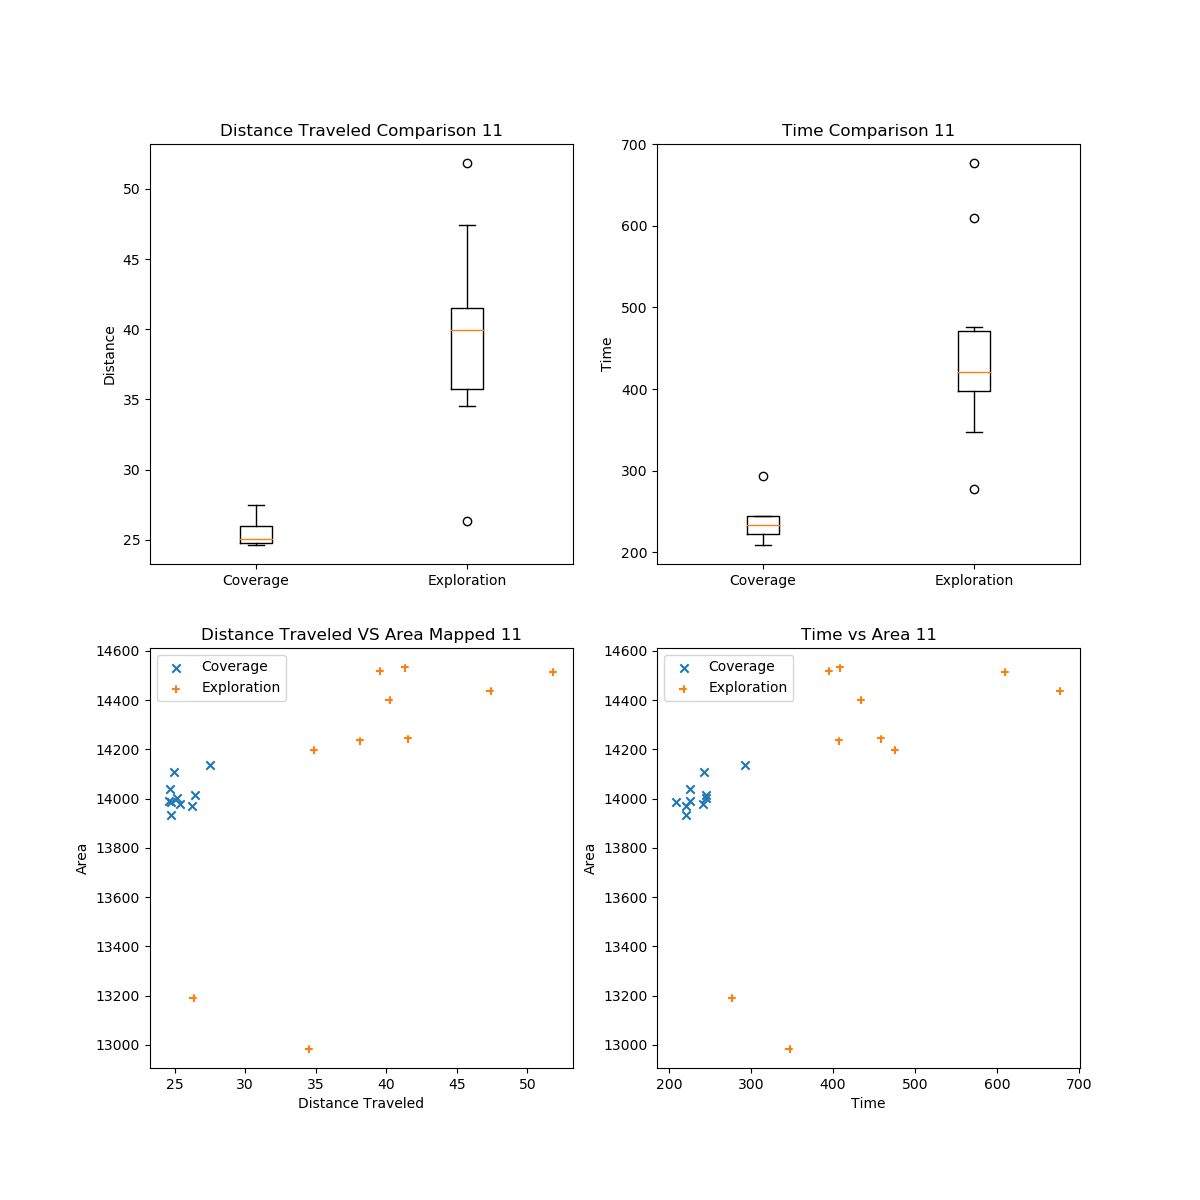 Distance Traveled Comparison 11
50
45
40
35
30
25
Distance
Coverage Exploration
Time Comparison 11
700
600
500
400
300
200
Time
Coverage Exploration
Distance Traveled VS Area Mapped 11
Coverage
Exploration
14600
14400
14200
14000
13800
13600
13400
13200
13000
Area
25 30 35 40 45 50
Distance Traveled
Time vs Area 11
Coverage
Exploration
14600
14400
14200
14000
13800
13600
13400
13200
13000
Area
200 300 400 500 600 700
Time